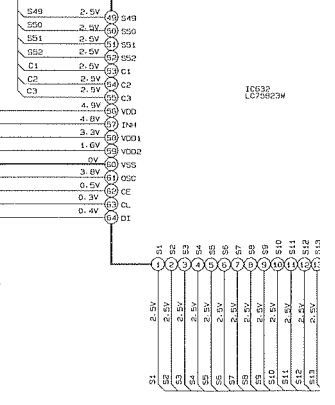 S49 2.5V 49 S49
S50 2.5V 50 S50
S51 2.5V 51 S51
S52 2.5V 52 S52
C1 2.5V 53 C1
C2 2.5V 54 C2
C3 2.5V 55 C3
4.9V 56 VDD
4.8V 57 INH
3.3V 58 VDD1
1.6V 59 VDD2
0V 60 VSS
3.8V 61 OSC
0.5V 62 CE
0.3V 63 CL
0.4V 64 DI
IC632
LC75823W
S1 S2 S3 S4 S5 S6 S7 S8 S9 S10 S11 S12 S13
1 2 3 4 5 6 7 8 9 10 11 12 13
2.5V 2.5V 2.5V 2.5V 2.5V 2.5V 2.5V 2.5V 2.5V 2.5V 2.5V 2.5V 2.5V
S1 S2 S3 S4 S5 S6 S7 S8 S9 S10 S11 S12 S13